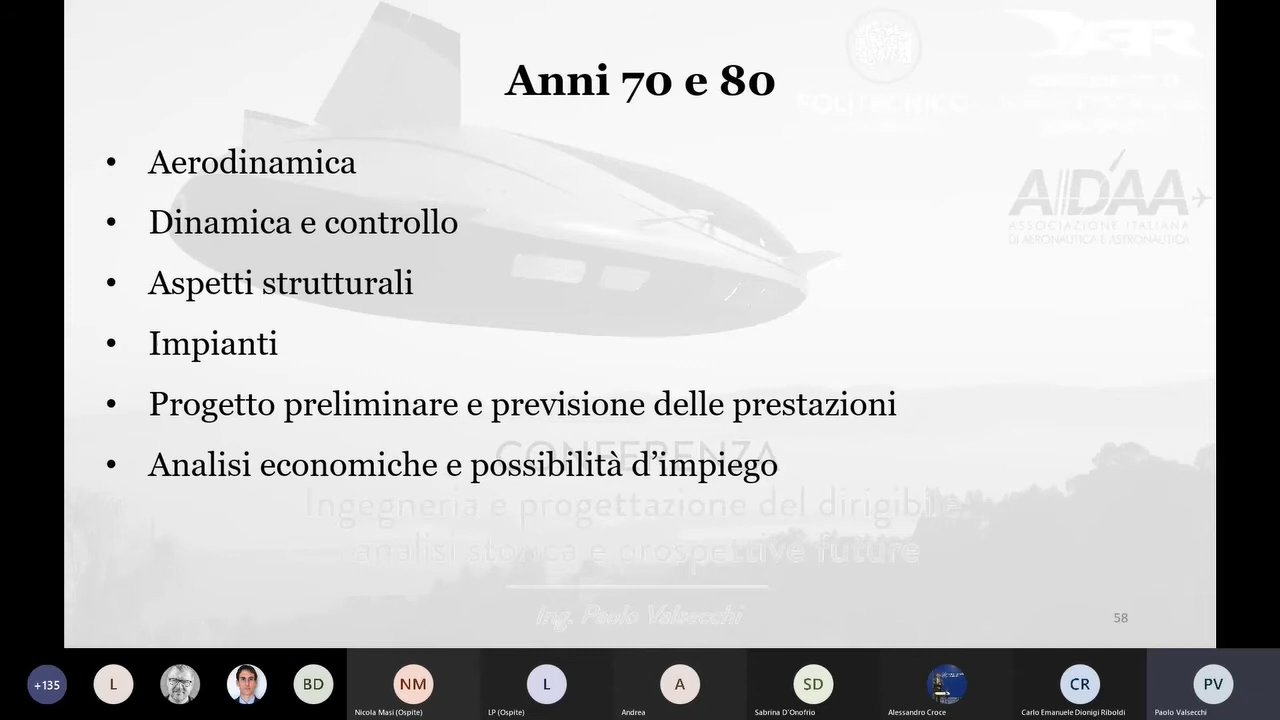 Anni 70 e 80
POLITECNICO
AIDAA
ASSOCIAZIONE ITALIANA
DI AERONAUTICA E ASTRONAUTICA
• Aerodinamica
• Dinamica e controllo
• Aspetti strutturali
• Impianti
• Progetto preliminare e previsione delle prestazioni
CONFERENZA
• Analisi economiche e possibilità d'impiego
Ingegneria e progettazione del dirigibile
analisi storica e prospettive future
Ing. Paolo Valsecchi
58
+135
L
BD
NM
L
A
SD
CR
PV
Nicola Masi (Ospite)
LP (Ospite)
Andrea
Sabrina D'Onofrio
Alessandro Croce
Carlo Emanuele Dionigi Riboldi
Paolo Valsecchi